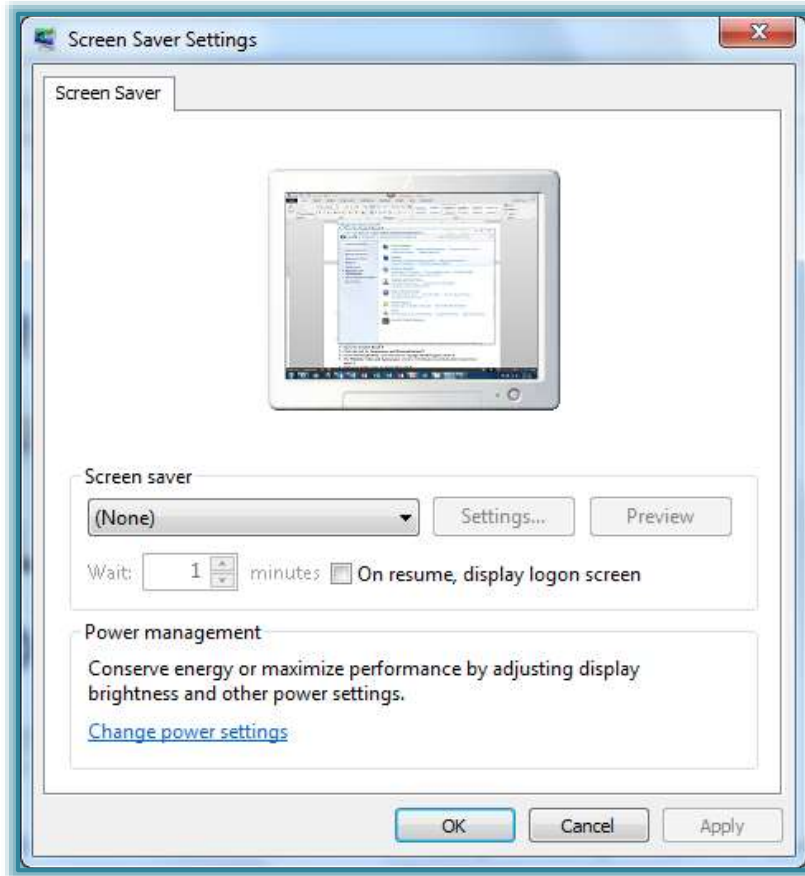 Screen Saver Settings
Screen Saver
Screen saver
(None) Settings... Preview
Wait: 1 minutes On resume, display logon screen
Power management
Conserve energy or maximize performance by adjusting display
brightness and other power settings.
Change power settings
OK Cancel Apply